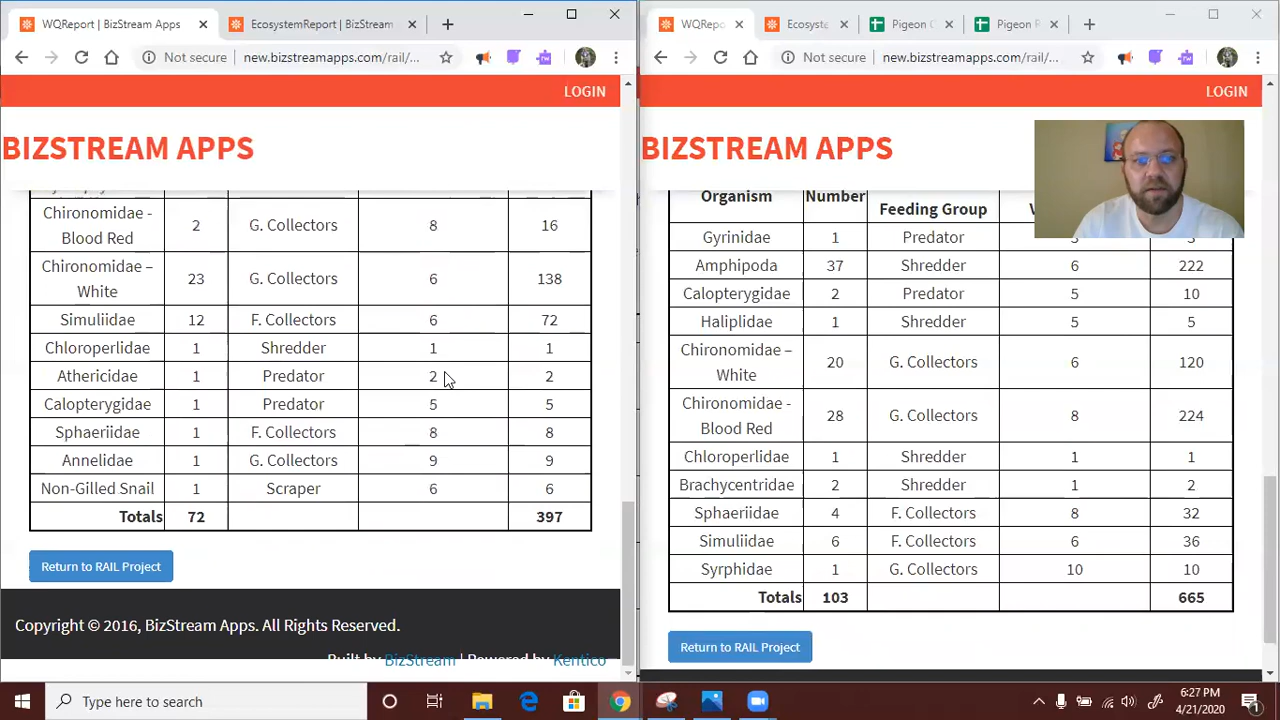 WQReport | BizStream Apps
EcosystemReport | BizStream
Not secure new.bizstreamapps.com/rail/...
LOGIN
BIZSTREAM APPS
Chironomidae - Blood Red 2 G. Collectors 8 16
Chironomidae – White 23 G. Collectors 6 138
Simuliidae 12 F. Collectors 6 72
Chloroperlidae 1 Shredder 1 1
Athericidae 1 Predator 2 2
Calopterygidae 1 Predator 5 5
Sphaeriidae 1 F. Collectors 8 8
Annelidae 1 G. Collectors 9 9
Non-Gilled Snail 1 Scraper 6 6
Totals 72 397
Return to RAIL Project
Copyright © 2016, BizStream Apps. All Rights Reserved.
Built by BizStream | Powered by Kentico
WQRepo
Ecosyste
Pigeon
Pigeon R
Not secure new.bizstreamapps.com/rail/...
LOGIN
BIZSTREAM APPS
Organism Number Feeding Group
Gyrinidae 1 Predator
Amphipoda 37 Shredder 6 222
Calopterygidae 2 Predator 5 10
Haliplidae 1 Shredder 5 5
Chironomidae – White 20 G. Collectors 6 120
Chironomidae - Blood Red 28 G. Collectors 8 224
Chloroperlidae 1 Shredder 1 1
Brachycentridae 2 Shredder 1 2
Sphaeriidae 4 F. Collectors 8 32
Simuliidae 6 F. Collectors 6 36
Syrphidae 1 G. Collectors 10 10
Totals 103 665
Return to RAIL Project
Type here to search
6:27 PM
4/21/2020